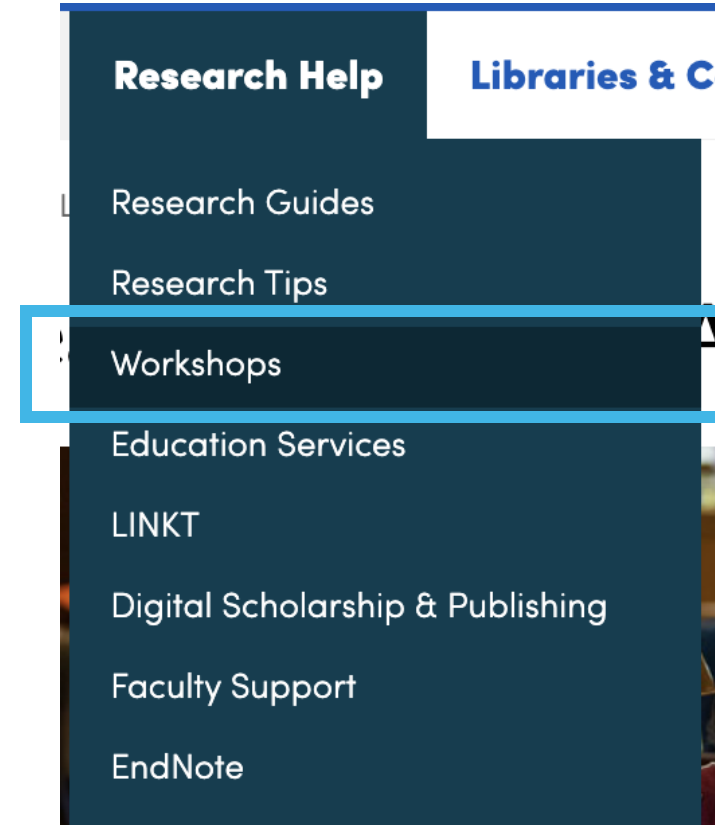 Research Help
Libraries & C
Research Guides
Research Tips
Workshops
Education Services
LINKT
Digital Scholarship & Publishing
Faculty Support
EndNote